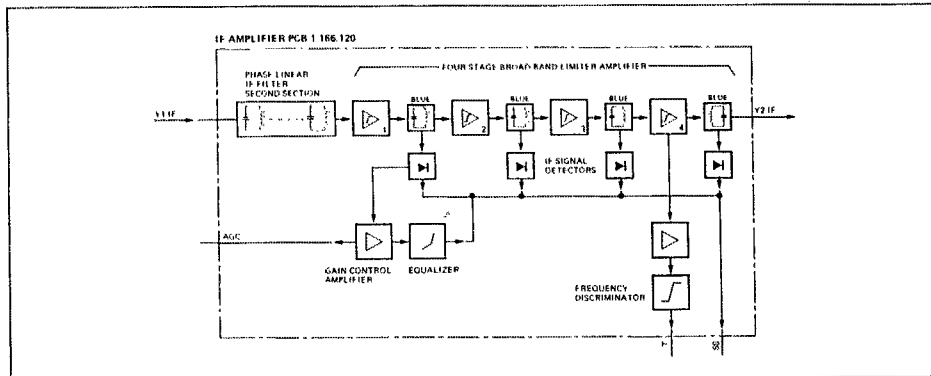 IF AMPLIFIER PCB 1.166.120
PHASE LINEAR
IF FILTER
SECOND SECTION
FOUR STAGE BROAD BAND LIMITER AMPLIFIER
BLUE
BLUE
BLUE
BLUE
Y1 IF
1
2
3
4
Y2 IF
IF SIGNAL
DETECTORS
AGC
GAIN CONTROL
AMPLIFIER
EQUALIZER
FREQUENCY
DISCRIMINATOR
T